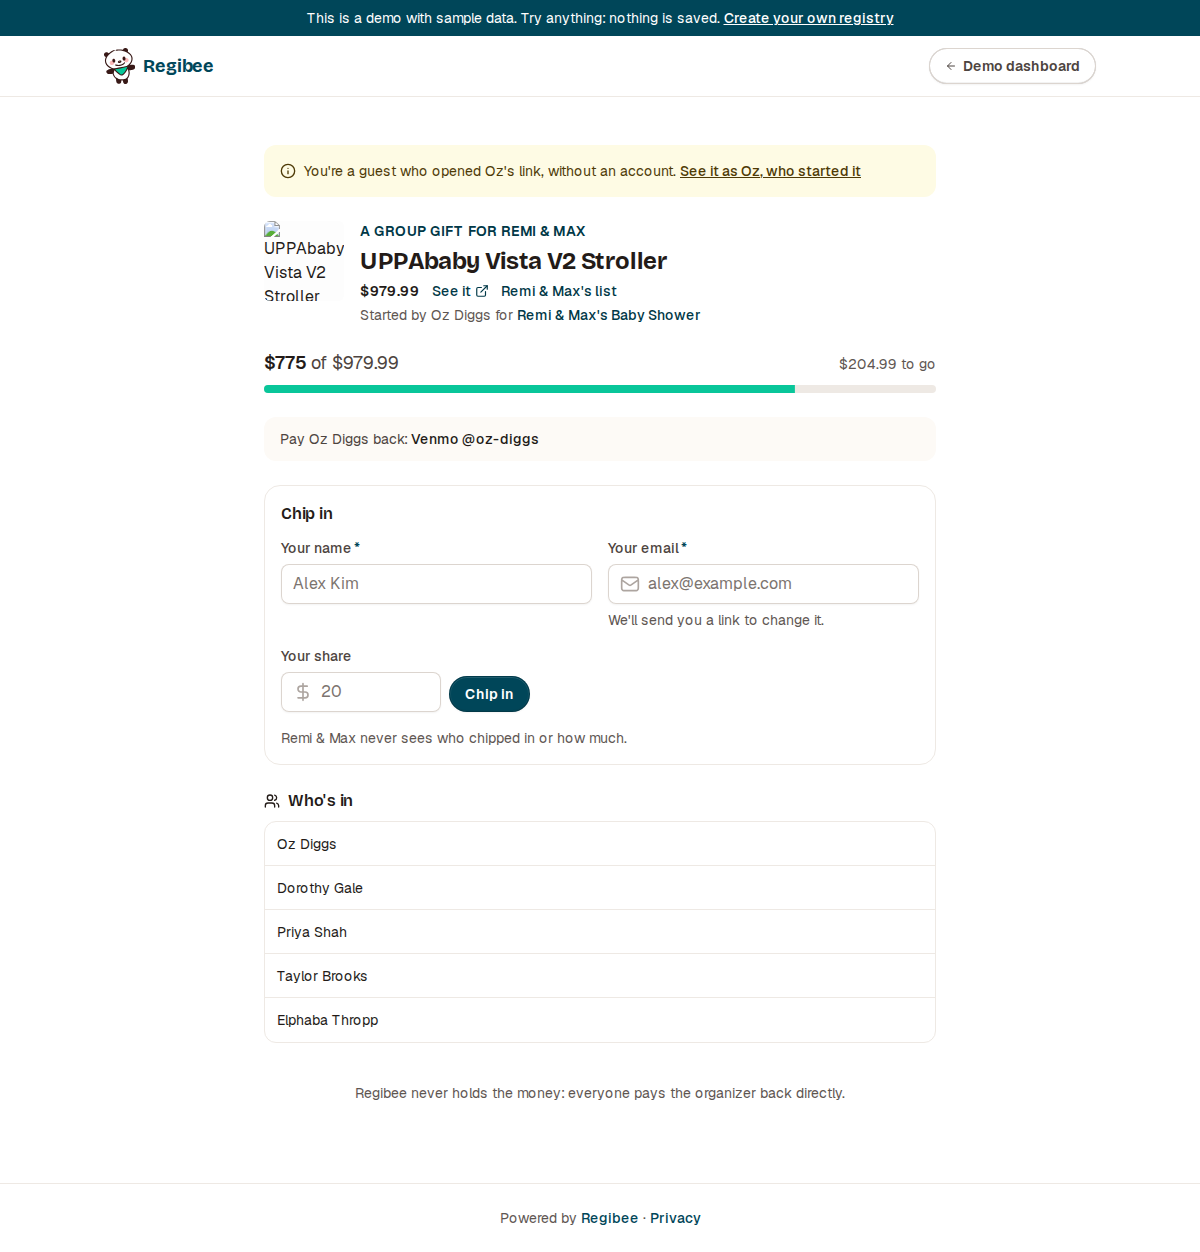 This is a demo with sample data. Try anything: nothing is saved. Create your own registry
Regibee
Demo dashboard
You're a guest who opened Oz's link, without an account. See it as Oz, who started it
UPPAbaby
Vista V2
Stroller
A GROUP GIFT FOR REMI & MAX
UPPAbaby Vista V2 Stroller
$979.99 See it Remi & Max's list
Started by Oz Diggs for Remi & Max's Baby Shower
$775 of $979.99
$204.99 to go
Pay Oz Diggs back: Venmo @oz-diggs
Chip in
Your name *
Your email *
Alex Kim
alex@example.com
We'll send you a link to change it.
Your share
$ 20
Chip in
Remi & Max never sees who chipped in or how much.
Who's in
Oz Diggs
Dorothy Gale
Priya Shah
Taylor Brooks
Elphaba Thropp
Regibee never holds the money: everyone pays the organizer back directly.
Powered by Regibee · Privacy